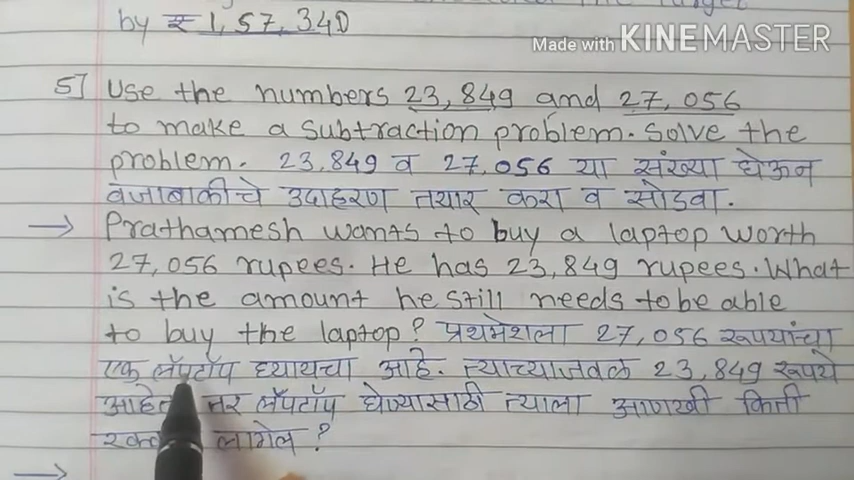 by ₹ 1,57,340
Made with KINEMASTER
5] Use the numbers 23,849 and 27,056
to make a subtraction problem. Solve the
problem. 23,849 व 27,056 या संख्या घेऊन
वजाबाकीचे उदाहरण तयार करा व सोडवा.
→ Prathamesh wants to buy a laptop worth
27,056 rupees. He has 23,849 rupees. What
is the amount he still needs to be able
to buy the laptop? प्रथमेशला 27,056 रूपयांचा
एक लॅपटॉप घ्यायचा आहे. त्याच्याजवळ 23,849 रूपये
लॅपटॉप घेण्यासाठी त्याला आणखी किती
लागेल?
→